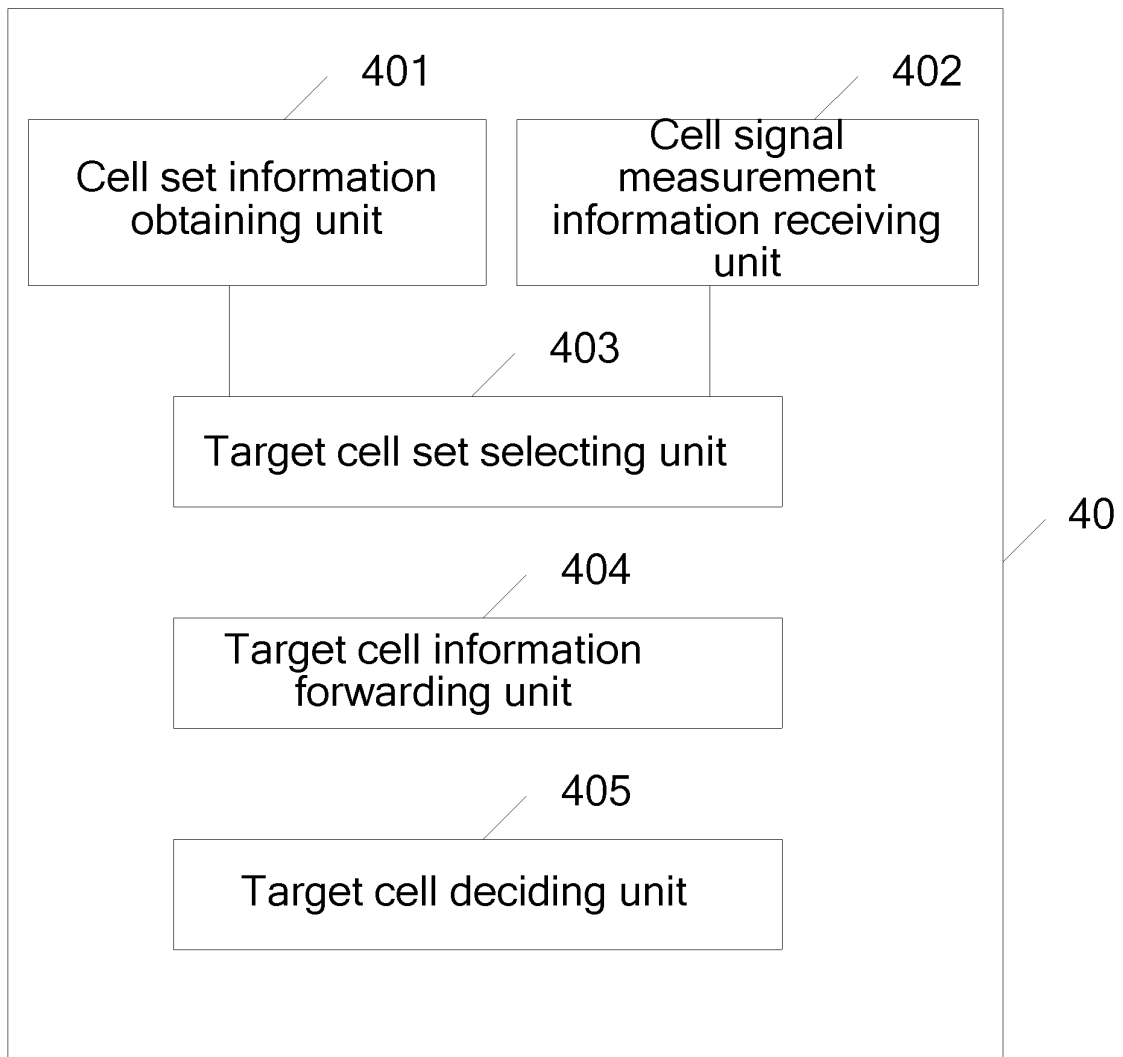 401
402
Cell set information
obtaining unit
Cell signal
measurement
information receiving
unit
403
Target cell set selecting unit
40
404
Target cell information
forwarding unit
405
Target cell deciding unit